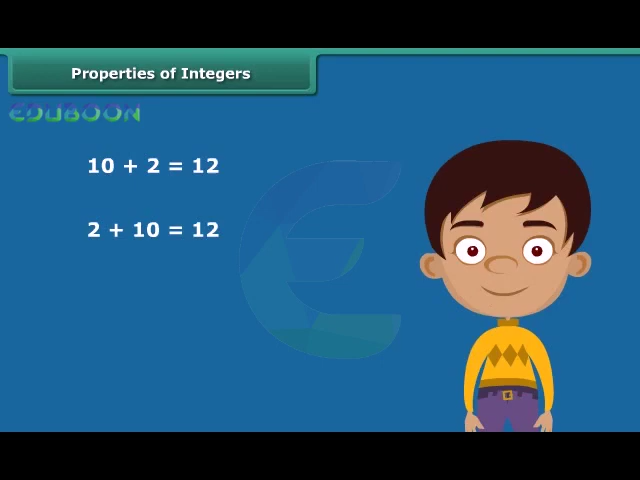 Properties of Integers
EDUBOON
10 + 2 = 12
2 + 10 = 12